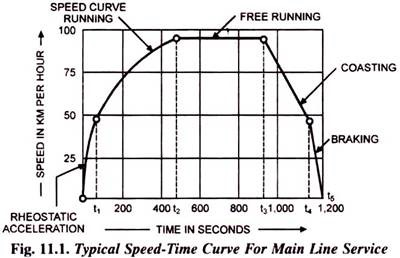 SPEED CURVE
RUNNING
FREE RUNNING
COASTING
BRAKING
RHEOSTATIC
ACCELERATION
SPEED IN KM PER HOUR
100
75
50
25
t1 200 400 t2 600 800 t3 1000 t4 1,200
t5
TIME IN SECONDS
Fig. 11.1. Typical Speed-Time Curve For Main Line Service